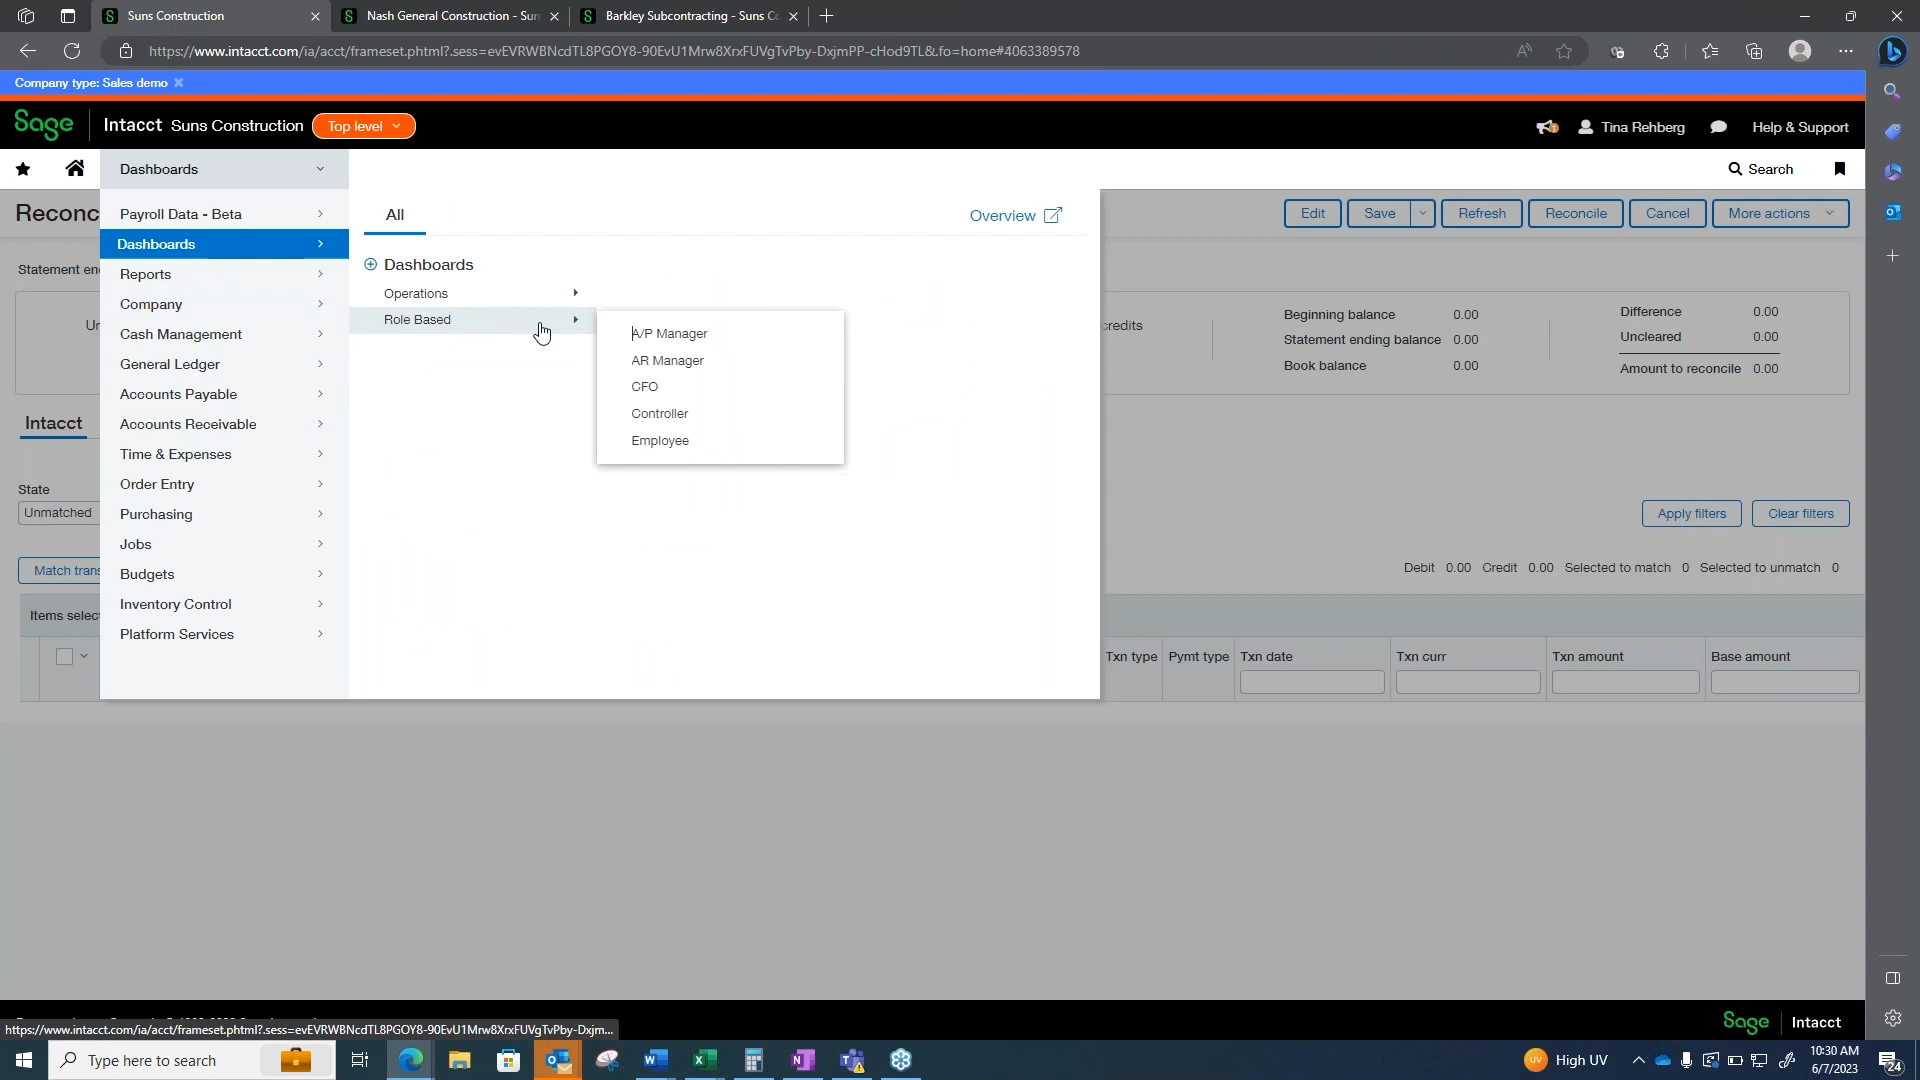 Suns Construction
Nash General Construction - Sun
Barkley Subcontracting - Suns Co
https://www.intacct.com/ia/acct/frameset.phtml?.sess=evEVRWBNcdTL8PGOY8-90EvU1Mrw8XrxFUVgTvPby-DxjmPP-cHod9TL&.fo=home#4063389578
Company type: Sales demo
Sage Intacct Suns Construction Top level
Tina Rehberg Help & Support
Dashboards
Search
Reconc
Payroll Data - Beta
All
Overview
Edit Save Refresh Reconcile Cancel More actions
Dashboards
Dashboards
Statement en
Reports
Operations
Company
Role Based
Ur
Cash Management
A/P Manager
General Ledger
AR Manager
Accounts Payable
CFO
Intacct
Accounts Receivable
Controller
Time & Expenses
Employee
credits
Beginning balance 0.00
Statement ending balance 0.00
Book balance 0.00
Difference 0.00
Uncleared 0.00
Amount to reconcile 0.00
State
Order Entry
Unmatched
Purchasing
Apply filters Clear filters
Jobs
Match trans
Budgets
Debit 0.00 Credit 0.00 Selected to match 0 Selected to unmatch 0
Items selec
Inventory Control
Platform Services
Txn type Pymt type Txn date Txn curr Txn amount Base amount
https://www.intacct.com/ia/acct/frameset.phtml?.sess=evEVRWBNcdTL8PGOY8-90EvU1Mrw8XrxFUVgTvPby-Dxjm...
Sage Intacct
Type here to search
UV
High UV
10:30 AM
6/7/2023
24